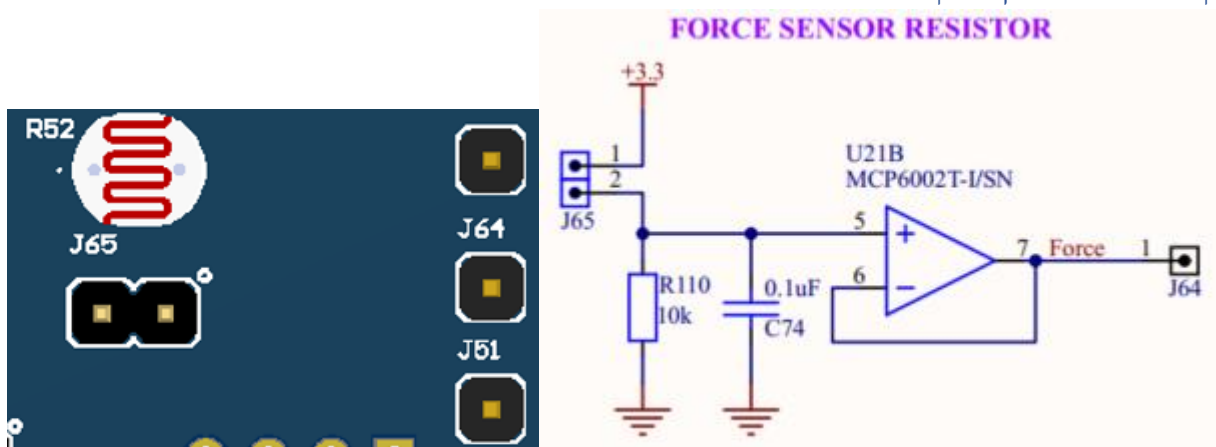 R52
J65
J64
J51
FORCE SENSOR RESISTOR
+3.3
1
2
J65
R110
10k
0.1uF
C74
U21B
MCP6002T-I/SN
5
+
6
−
7
Force
1
J64